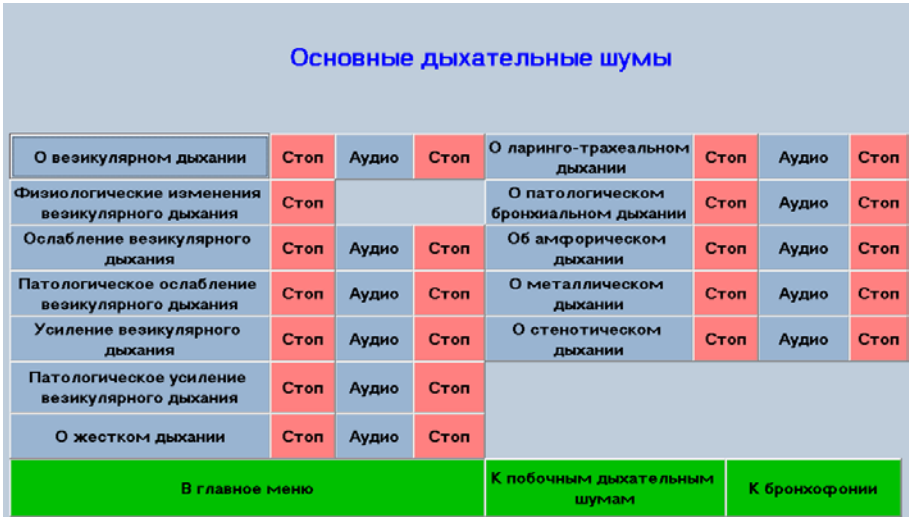 Основные дыхательные шумы
О везикулярном дыхании Стоп Аудио Стоп
Физиологические изменения
везикулярного дыхания Стоп
Ослабление везикулярного
дыхания Стоп Аудио Стоп
Патологическое ослабление
везикулярного дыхания Стоп Аудио Стоп
Усиление везикулярного
дыхания Стоп Аудио Стоп
Патологическое усиление
везикулярного дыхания Стоп Аудио Стоп
О жестком дыхании Стоп Аудио Стоп
О ларинго-трахеальном
дыхании Стоп Аудио Стоп
О патологическом
бронхиальном дыхании Стоп Аудио Стоп
Об амфорическом
дыхании Стоп Аудио Стоп
О металлическом
дыхании Стоп Аудио Стоп
О стенотическом
дыхании Стоп Аудио Стоп
В главное меню
К побочным дыхательным
шумам
К бронхофонии